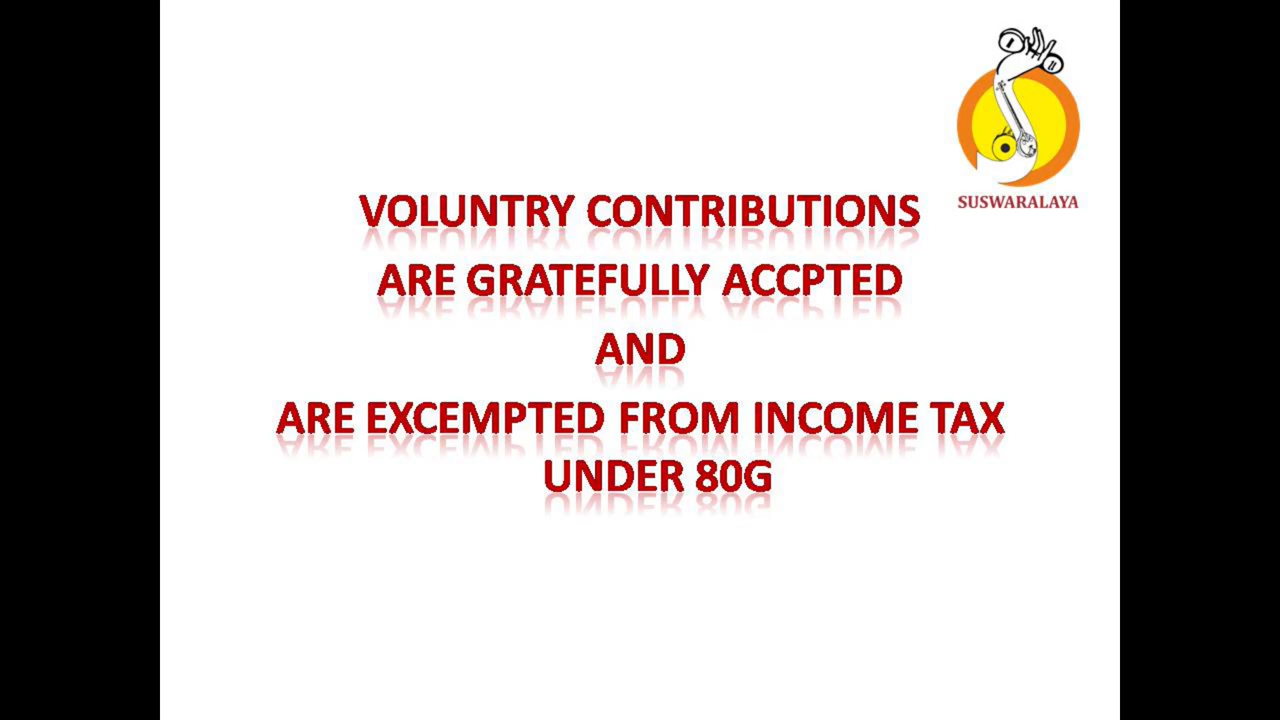 SUSWARALAYA
VOLUNTRY CONTRIBUTIONS
ARE GRATEFULLY ACCPTED
AND
ARE EXCEMPTED FROM INCOME TAX
UNDER 80G